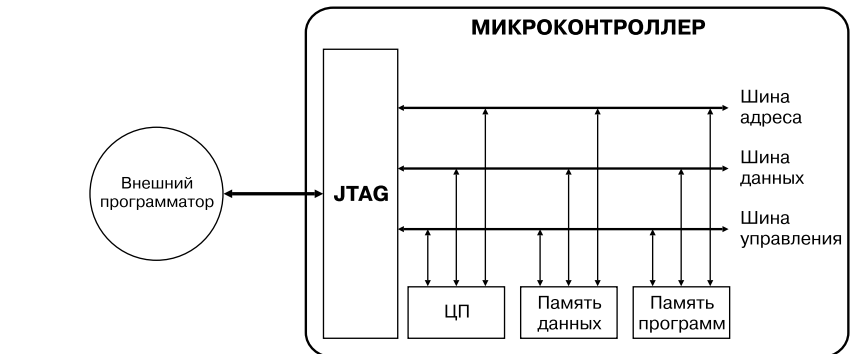 МИКРОКОНТРОЛЛЕР
Шина
адреса
Внешний
программатор
JTAG
Шина
данных
Шина
управления
ЦП
Память
данных
Память
программ